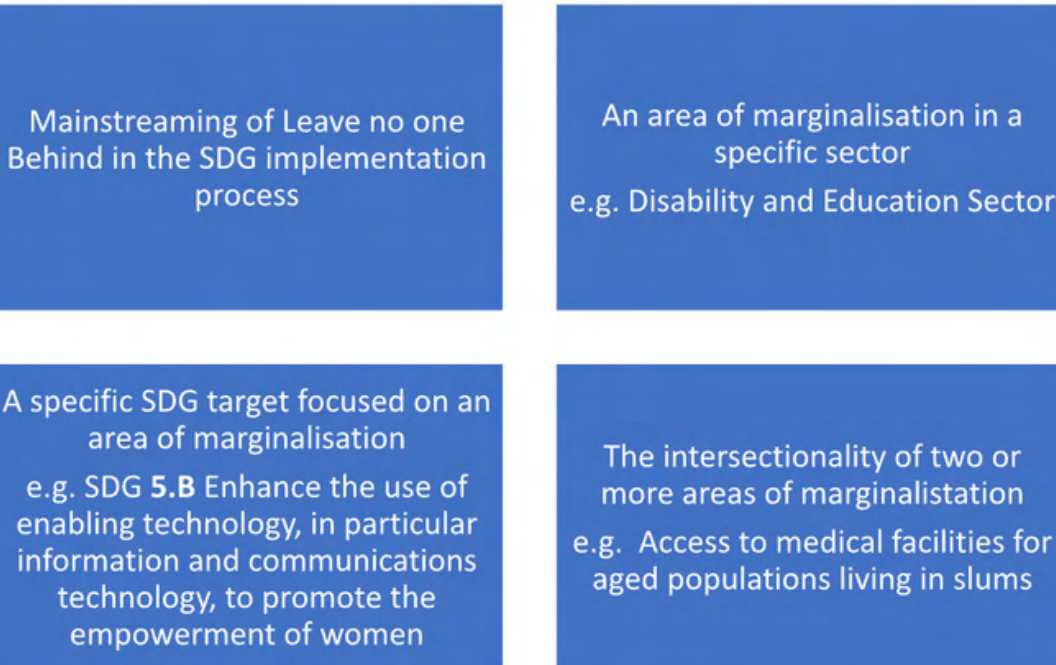 Mainstreaming of Leave no one
Behind in the SDG implementation
process
An area of marginalisation in a
specific sector
e.g. Disability and Education Sector
A specific SDG target focused on an
area of marginalisation
e.g. SDG 5.B Enhance the use of
enabling technology, in particular
information and communications
technology, to promote the
empowerment of women
The intersectionality of two or
more areas of marginalistation
e.g. Access to medical facilities for
aged populations living in slums